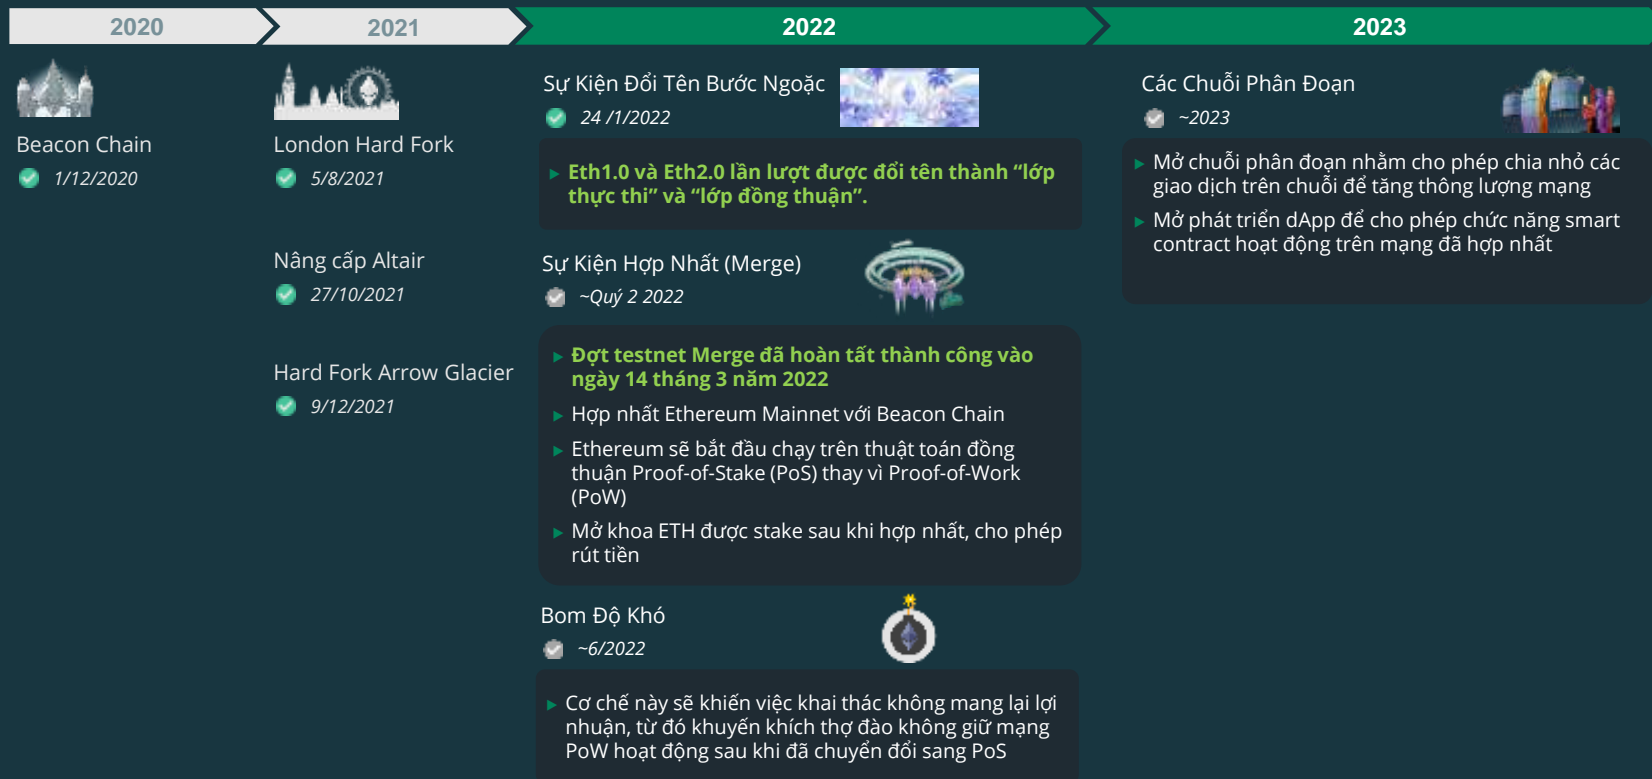 2020
2021
2022
2023
Beacon Chain
1/12/2020
London Hard Fork
5/8/2021
Nâng cấp Altair
27/10/2021
Hard Fork Arrow Glacier
9/12/2021
Sự Kiện Đổi Tên Bước Ngoặc
24 /1/2022
Eth1.0 và Eth2.0 lần lượt được đổi tên thành “lớp
thực thi” và “lớp đồng thuận”.
Sự Kiện Hợp Nhất (Merge)
~Quý 2 2022
Đợt testnet Merge đã hoàn tất thành công vào
ngày 14 tháng 3 năm 2022
Hợp nhất Ethereum Mainnet với Beacon Chain
Ethereum sẽ bắt đầu chạy trên thuật toán đồng
thuận Proof-of-Stake (PoS) thay vì Proof-of-Work
(PoW)
Mở khoa ETH được stake sau khi hợp nhất, cho phép
rút tiền
Bom Độ Khó
~6/2022
Cơ chế này sẽ khiến việc khai thác không mang lại lợi
nhuận, từ đó khuyến khích thợ đào không giữ mạng
PoW hoạt động sau khi đã chuyển đổi sang PoS
Các Chuỗi Phân Đoạn
~2023
Mở chuỗi phân đoạn nhằm cho phép chia nhỏ các
giao dịch trên chuỗi để tăng thông lượng mạng
Mở phát triển dApp để cho phép chức năng smart
contract hoạt động trên mạng đã hợp nhất